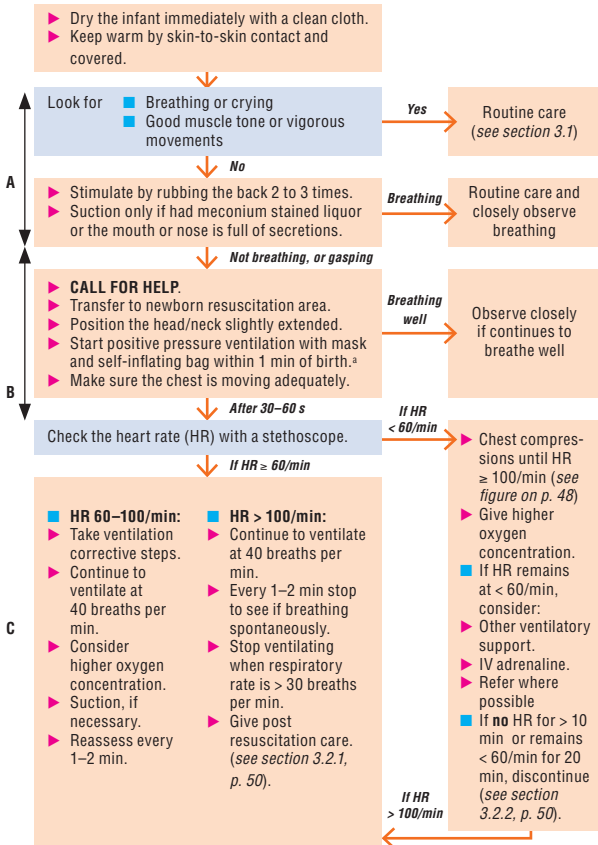 ▶ Dry the infant immediately with a clean cloth.
▶ Keep warm by skin-to-skin contact and
covered.
Look for ■ Breathing or crying
■ Good muscle tone or vigorous
movements
Yes
Routine care
(see section 3.1)
A
No
▶ Stimulate by rubbing the back 2 to 3 times.
▶ Suction only if had meconium stained liquor
or the mouth or nose is full of secretions.
Breathing
Routine care and
closely observe
breathing
Not breathing, or gasping
▶ CALL FOR HELP.
▶ Transfer to newborn resuscitation area.
▶ Position the head/neck slightly extended.
▶ Start positive pressure ventilation with mask
and self-inflating bag within 1 min of birth.ᵃ
▶ Make sure the chest is moving adequately.
Breathing
well
Observe closely
if continues to
breathe well
B
After 30–60 s
Check the heart rate (HR) with a stethoscope.
If HR
< 60/min
▶ Chest compres-
sions until HR
≥ 100/min (see
figure on p. 48)
▶ Give higher
oxygen
concentration.
■ If HR remains
at < 60/min,
consider:
▶ Other ventilatory
support.
▶ IV adrenaline.
▶ Refer where
possible
■ If no HR for > 10
min or remains
< 60/min for 20
min, discontinue
(see section
3.2.2, p. 50).
If HR ≥ 60/min
C
■ HR 60–100/min:
▶ Take ventilation
corrective steps.
▶ Continue to
ventilate at
40 breaths per
min.
▶ Consider
higher oxygen
concentration.
▶ Suction, if
necessary.
▶ Reassess every
1–2 min.
■ HR > 100/min:
▶ Continue to ventilate
at 40 breaths per
min.
▶ Every 1–2 min stop
to see if breathing
spontaneously.
▶ Stop ventilating
when respiratory
rate is > 30 breaths
per min.
▶ Give post
resuscitation care.
(see section 3.2.1,
p. 50).
If HR
> 100/min